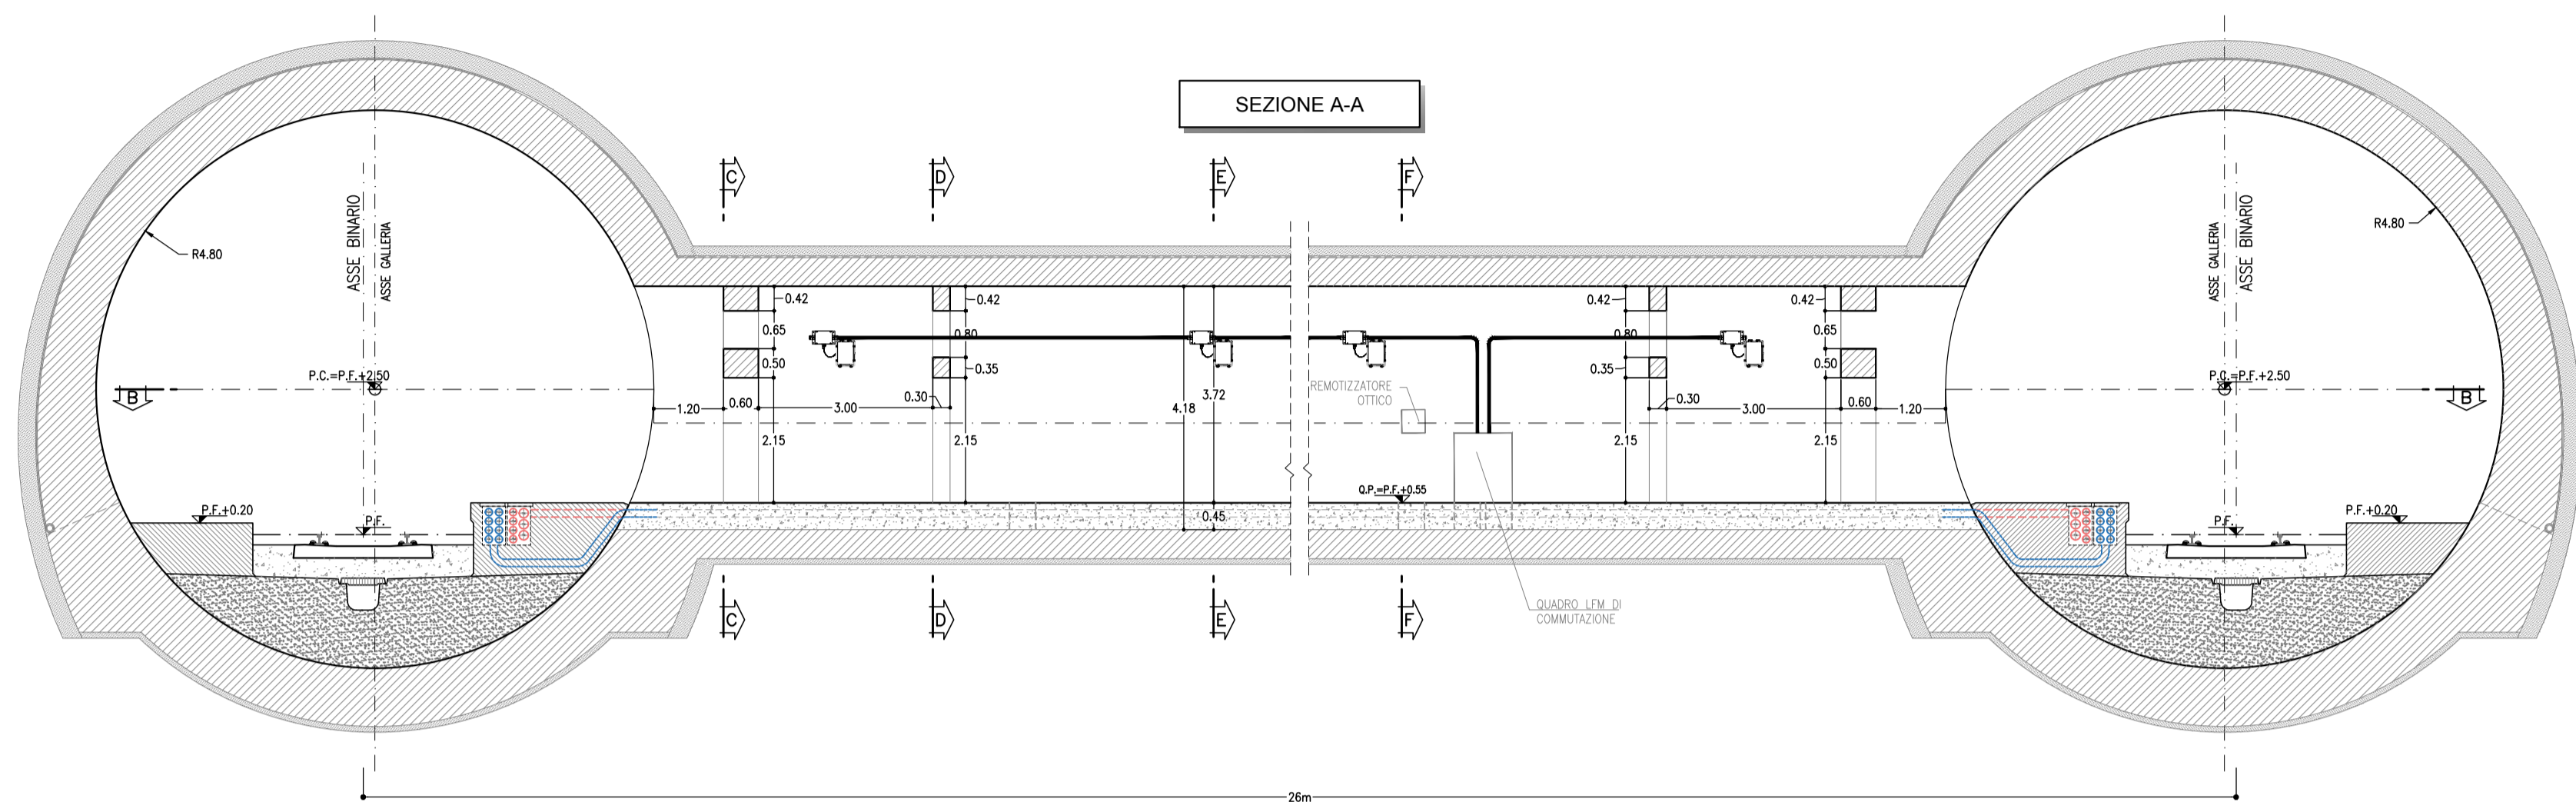 SEZIONE A-A
C
D
E
F
ASSE BINARIO
ASSE GALLERIA
R4.80
ASSE GALLERIA
ASSE BINARIO
R4.80
0.42
0.42
0.42
0.42
0.65
0.80
0.80
0.65
0.50
0.35
0.35
0.50
P.C.=P.F.+2.50
P.C.=P.F.+2.50
B
B
REMOTIZZATORE
OTTICO
1.20
0.60
3.00
0.30
4.18
3.72
0.30
3.00
0.60
1.20
2.15
2.15
2.15
2.15
Q.P.=P.F.+0.55
P.F.+0.20
P.F.
0.45
P.F.
P.F.+0.20
QUADRO LFM DI
COMMUTAZIONE
C
D
E
F
26m